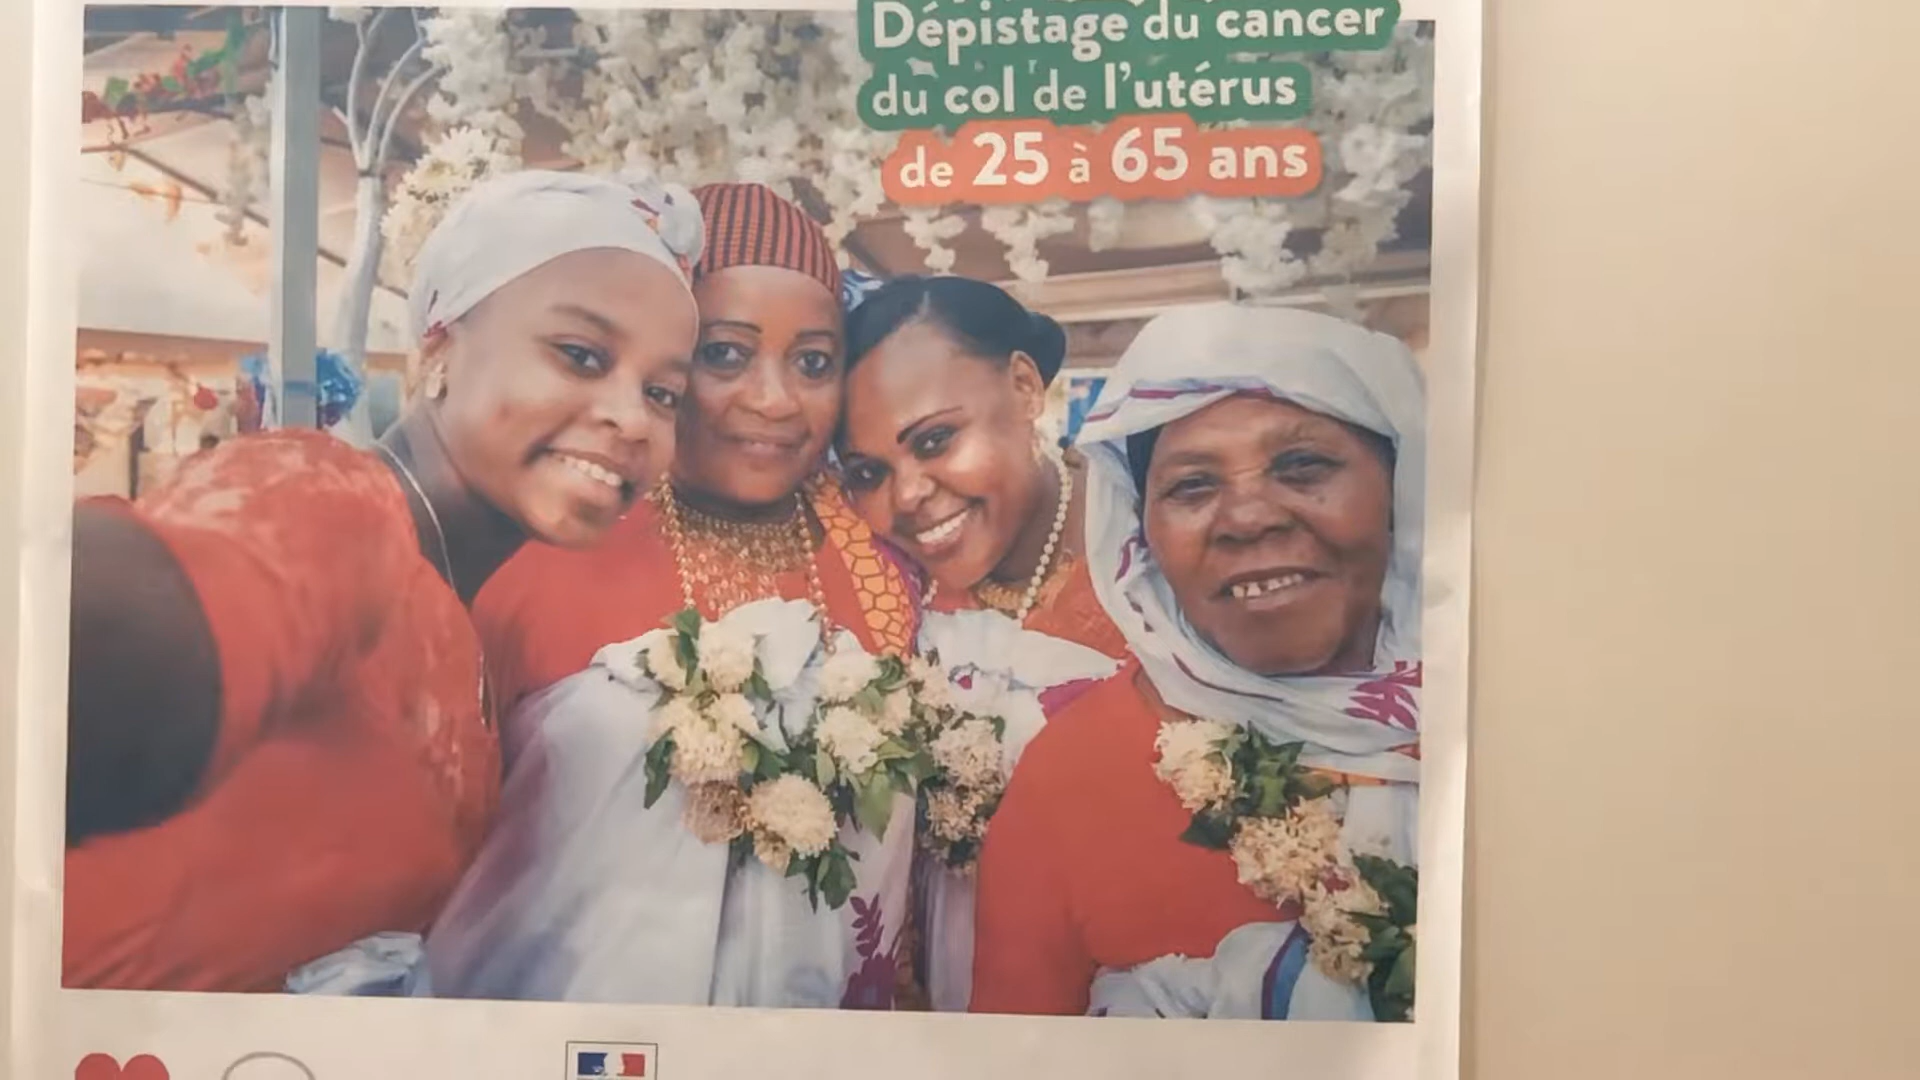 Dépistage du cancer
du col de l'utérus
de 25 à 65 ans